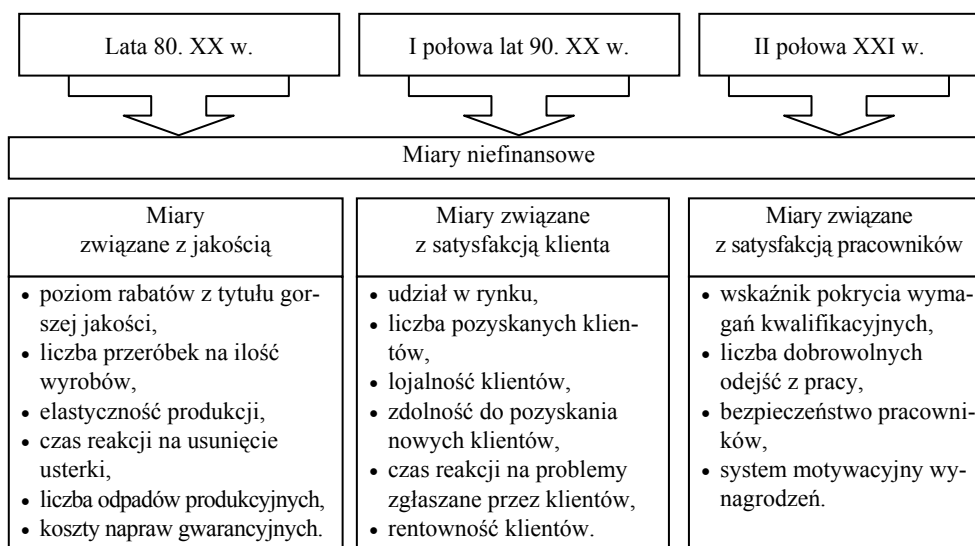 Lata 80. XX w.
I połowa lat 90. XX w.
II połowa XXI w.
Miary niefinansowe
Miary
związane z jakością
• poziom rabatów z tytułu gor-
szej jakości,
• liczba przeróbek na ilość
wyrobów,
• elastyczność produkcji,
• czas reakcji na usunięcie
usterki,
• liczba odpadów produkcyjnych,
• koszty napraw gwarancyjnych.
Miary związane
z satysfakcją klienta
• udział w rynku,
• liczba pozyskanych klien-
tów,
• lojalność klientów,
• zdolność do pozyskania
nowych klientów,
• czas reakcji na problemy
zgłaszane przez klientów,
• rentowność klientów.
Miary związane
z satysfakcją pracowników
• wskaźnik pokrycia wyma-
gań kwalifikacyjnych,
• liczba dobrowolnych
odejść z pracy,
• bezpieczeństwo pracowni-
ków,
• system motywacyjny wy-
nagrodzeń.